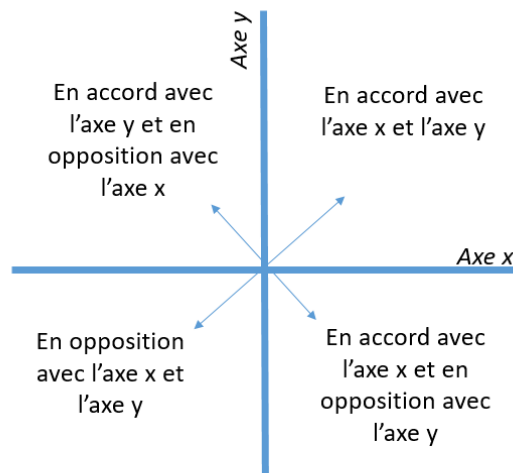 Axe y
En accord avec
l'axe y et en
opposition avec
l'axe x
En accord avec
l'axe x et l'axe y
Axe x
En opposition
avec l'axe x et
l'axe y
En accord avec
l'axe x et en
opposition avec
l'axe y